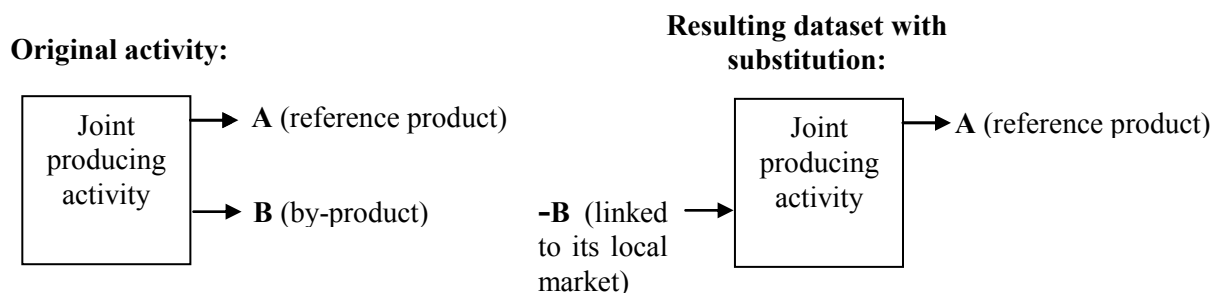 Original activity:
Joint
producing
activity
A (reference product)
B (by-product)
Resulting dataset with
substitution:
-B (linked
to its local
market)
Joint
producing
activity
A (reference product)